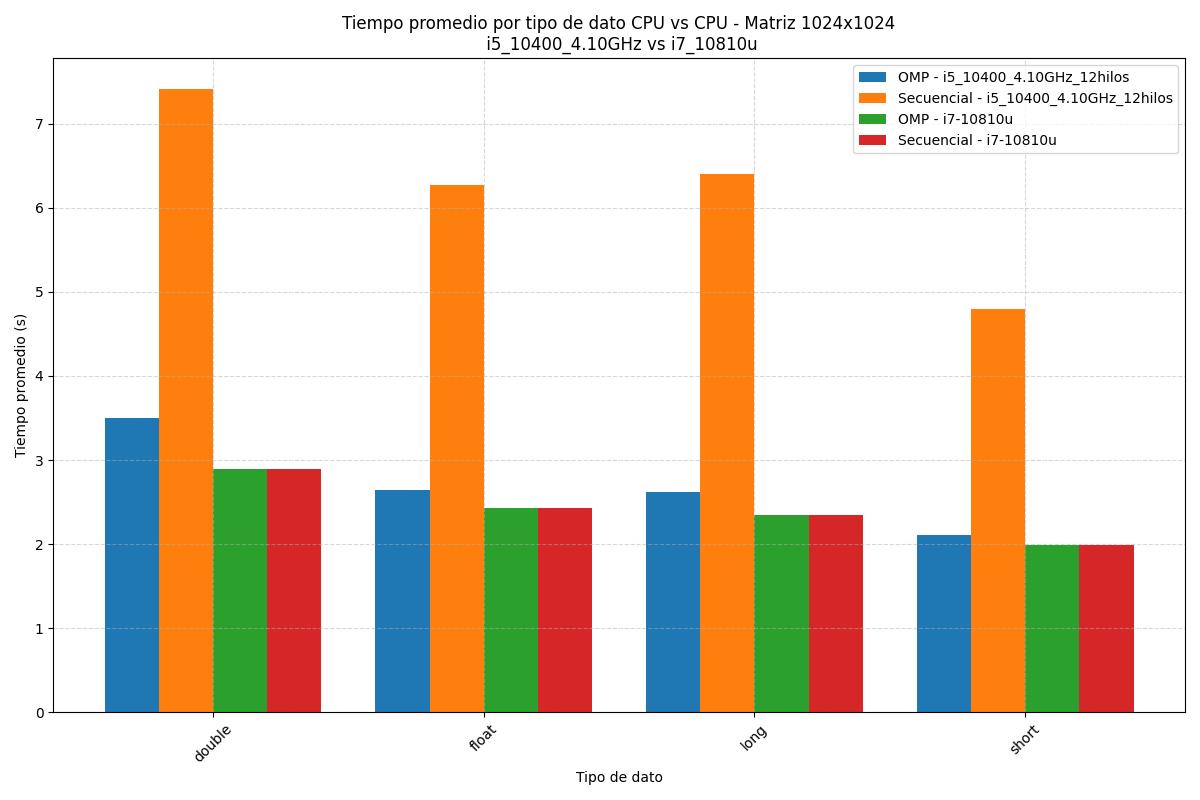 Tiempo promedio por tipo de dato CPU vs CPU - Matriz 1024x1024
i5_10400_4.10GHz vs i7_10810u
OMP - i5_10400_4.10GHz_12hilos
Secuencial - i5_10400_4.10GHz_12hilos
OMP - i7-10810u
Secuencial - i7-10810u
Tiempo promedio (s)
7
6
5
4
3
2
1
0
double
float
long
short
Tipo de dato